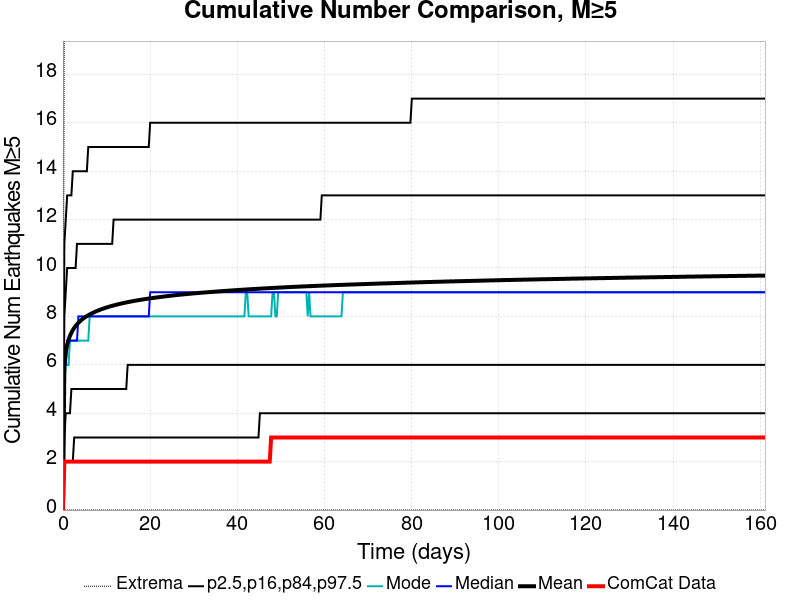 Cumulative Number Comparison, M≥5
Cumulative Num Earthquakes M≥5
18
16
14
12
10
8
6
4
2
0
0 20 40 60 80 100 120 140 160
Time (days)
Extrema p2.5,p16,p84,p97.5 Mode Median Mean ComCat Data